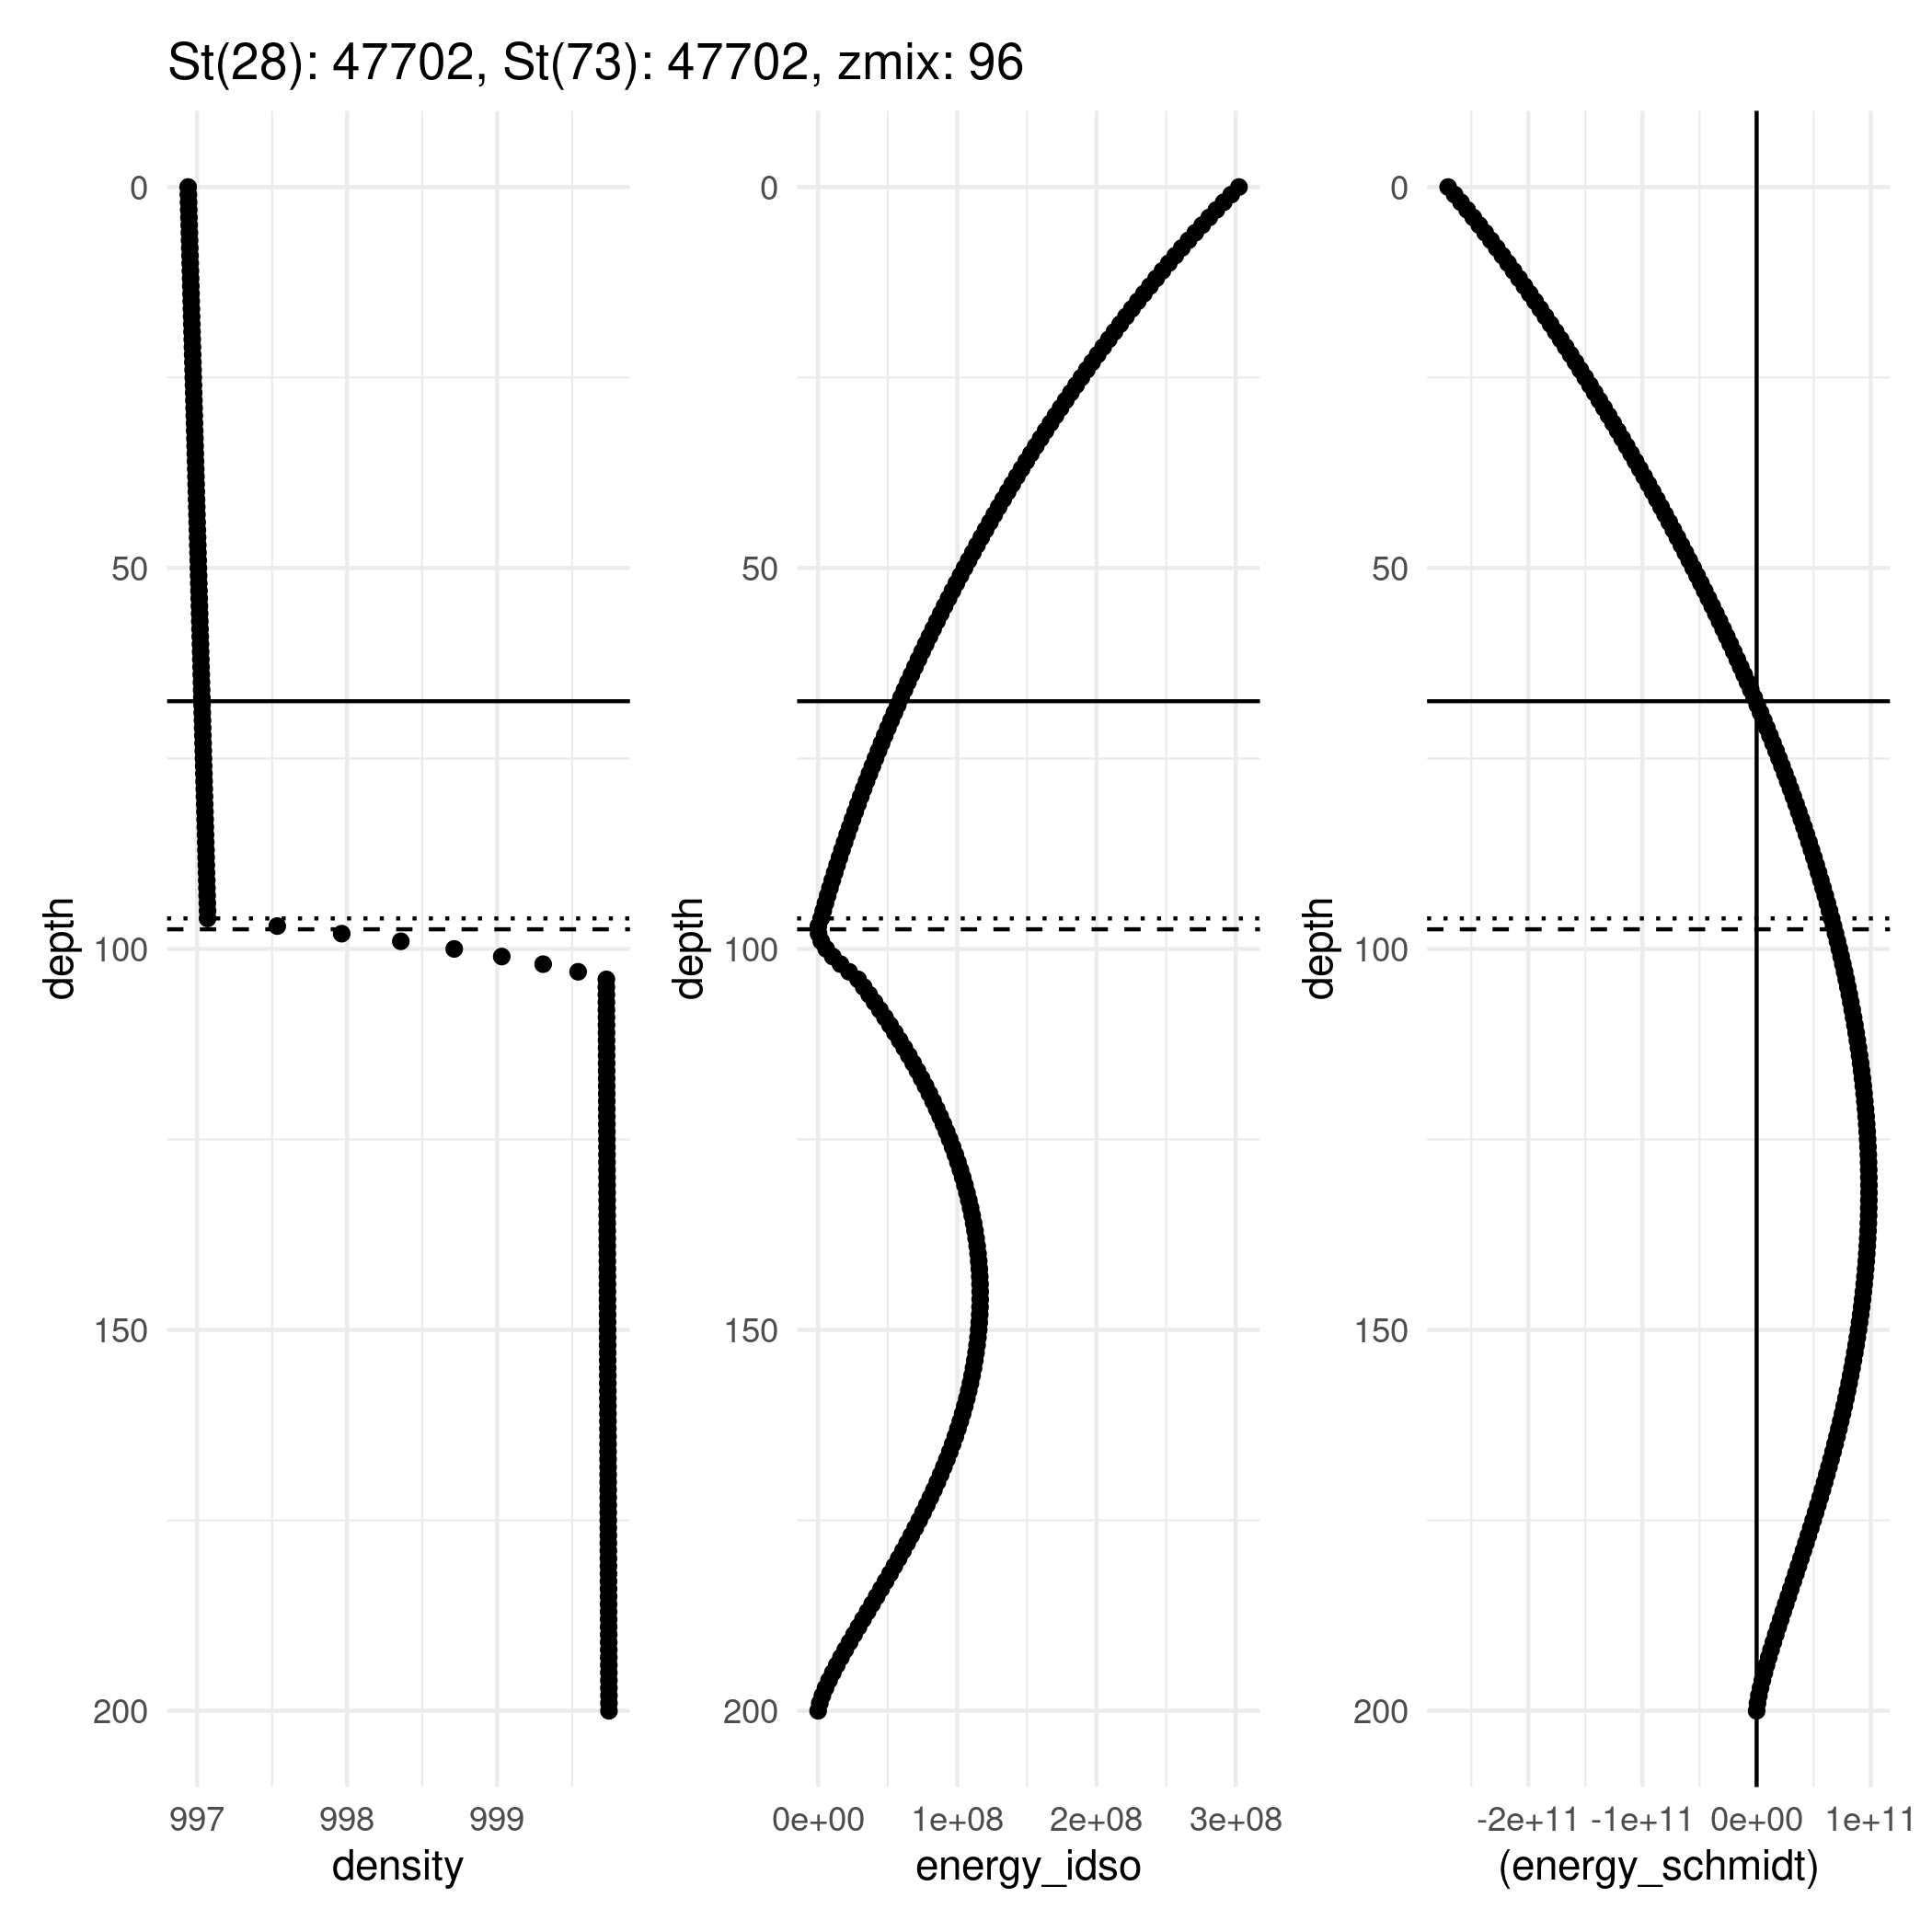 St(28): 47702, St(73): 47702, zmix: 96
0
50
100
150
200
depth
997
998
999
density
0
50
100
150
200
depth
0e+00
1e+08
2e+08
3e+08
energy_idso
0
50
100
150
200
depth
-2e+11
-1e+11
0e+00
1e+11
(energy_schmidt)